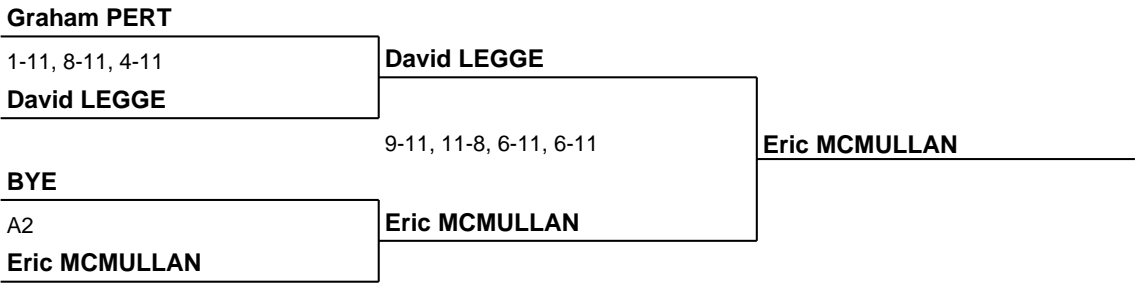 Graham PERT
1-11, 8-11, 4-11
David LEGGE
David LEGGE
9-11, 11-8, 6-11, 6-11
Eric MCMULLAN
BYE
A2
Eric MCMULLAN
Eric MCMULLAN